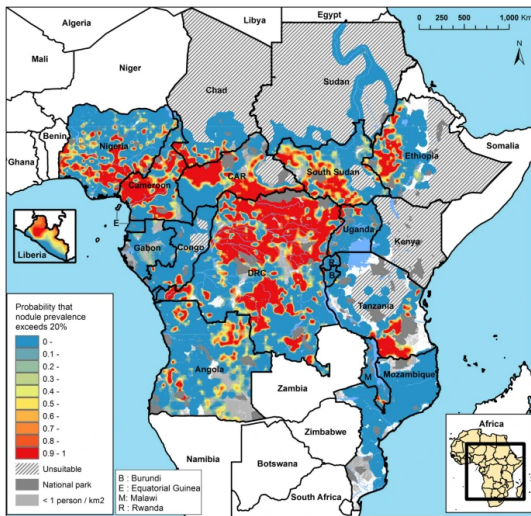 Algeria
Libya
Egypt
0 250 500 1,000 Km
N
Mali
Niger
Chad
Sudan
Benin
Nigeria
Ghana
Somalia
Ethiopia
CAR
South Sudan
Cameroon
E
Liberia
Gabon
Congo
Uganda
Kenya
R
B
DRC
Tanzania
Probability that
nodule prevalence
exceeds 20%
0 -
0.1 -
0.2 -
0.3 -
0.4 -
0.5 -
0.6 -
0.7 -
0.8 -
0.9 - 1
Unsuitable
National park
< 1 person / km2
Angola
Zambia
M
Mozambique
Zimbabwe
Namibia
Botswana
South Africa
B : Burundi
E : Equatorial Guinea
M: Malawi
R : Rwanda
Africa